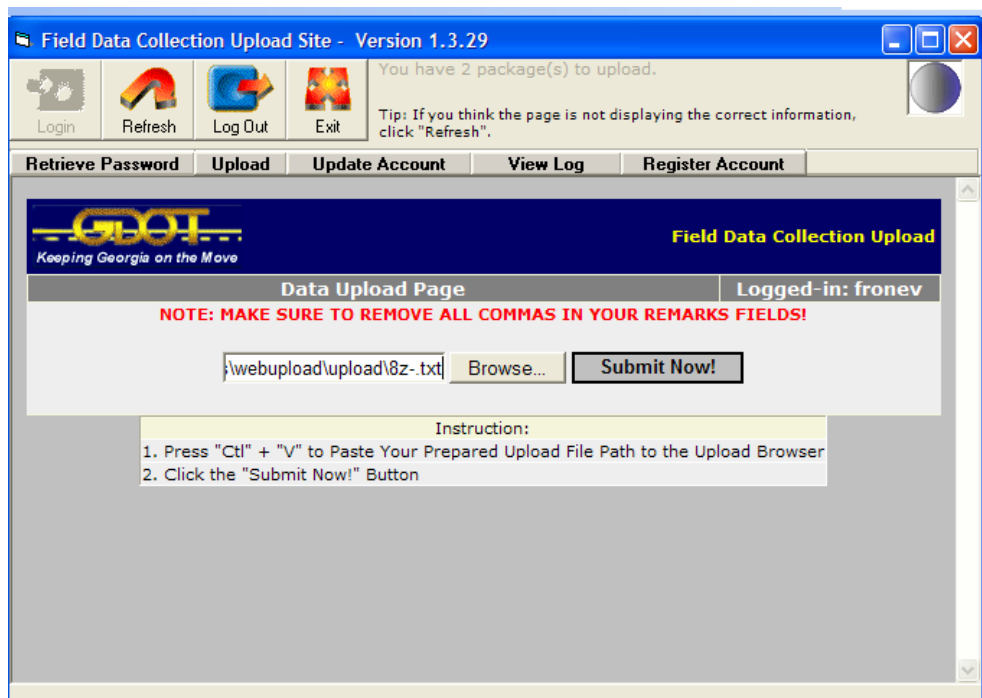 Field Data Collection Upload Site - Version 1.3.29
You have 2 package(s) to upload.
Tip: If you think the page is not displaying the correct information,
click "Refresh".
Login Refresh Log Out Exit
Retrieve Password Upload Update Account View Log Register Account
GDOT
Keeping Georgia on the Move
Field Data Collection Upload
Data Upload Page Logged-in: fronev
NOTE: MAKE SURE TO REMOVE ALL COMMAS IN YOUR REMARKS FIELDS!
\webupload\upload\8z-.txt Browse... Submit Now!
Instruction:
1. Press "Ctl" + "V" to Paste Your Prepared Upload File Path to the Upload Browser
2. Click the "Submit Now!" Button